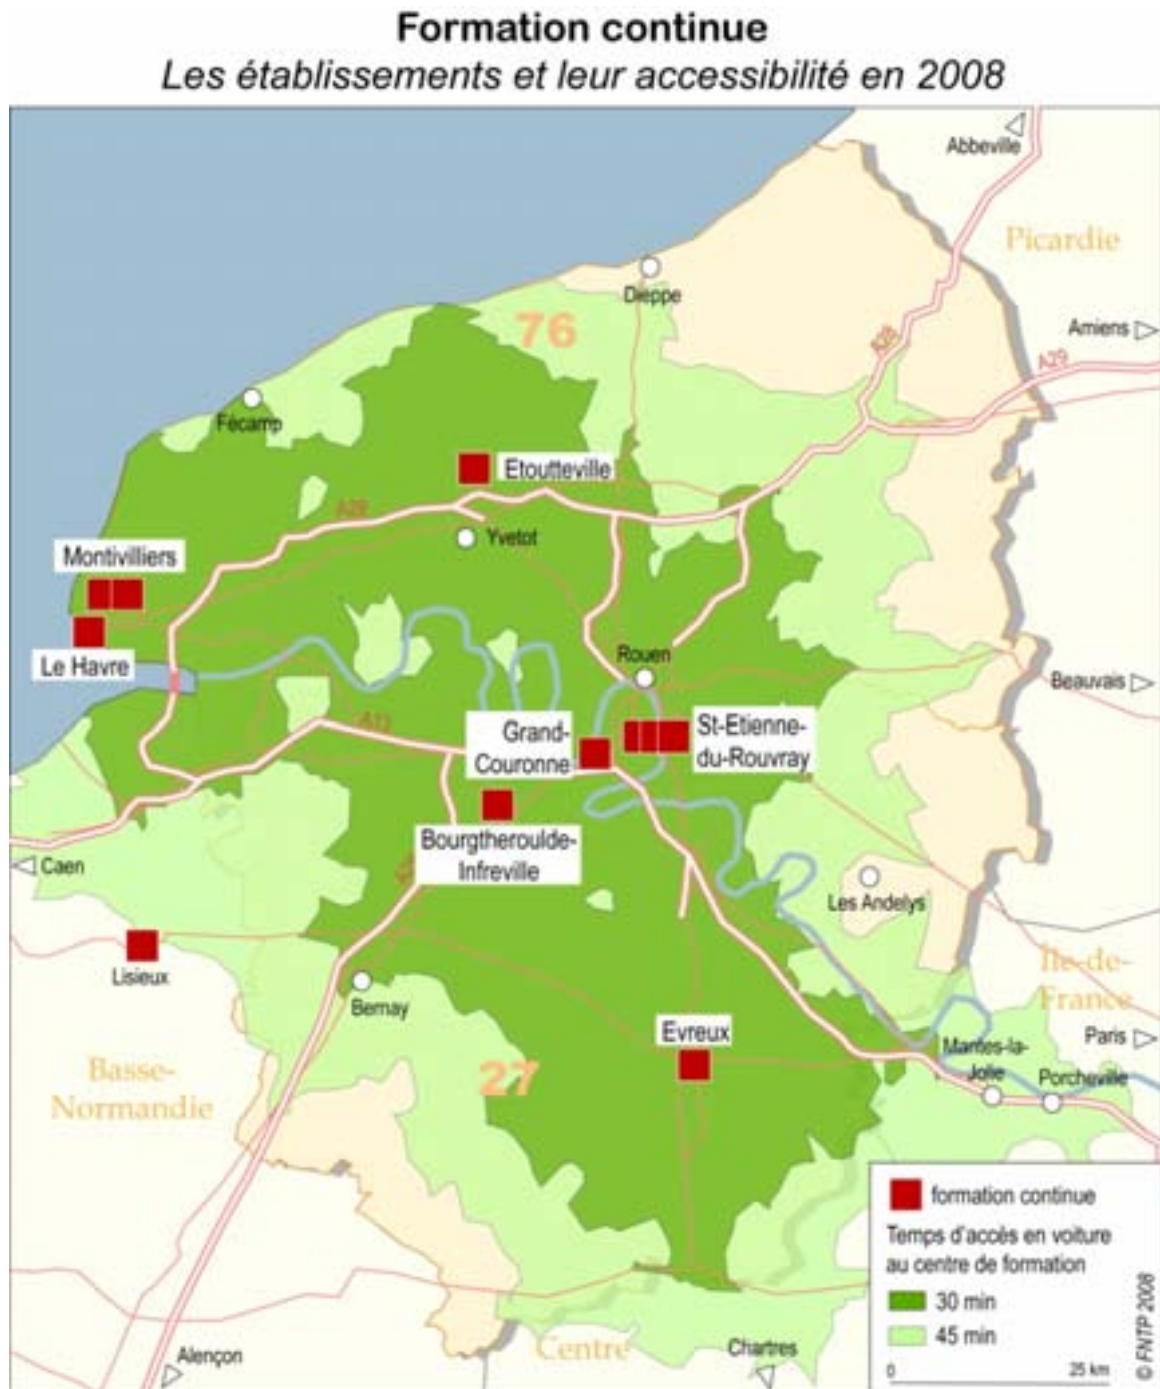 Formation continue
Les établissements et leur accessibilité en 2008
Abbeville
Picardie
Dieppe
76
Amiens
A28
A29
Fécamp
Etoutteville
A29
Yvetot
Montivilliers
Le Havre
Rouen
Beauvais
A13
Grand-
Couronne
St-Etienne-
du-Rouvray
Bourgtheroulde-
Infreville
Caen
Les Andelys
Lisieux
Île-de-
France
Bernay
Evreux
Paris
Mantes-la-
Jolie
Porcheville
Basse-
Normandie
27
formation continue
Temps d'accès en voiture
au centre de formation
30 min
45 min
0 25 km
Centre
Chartres
Alençon
© FNTP 2008